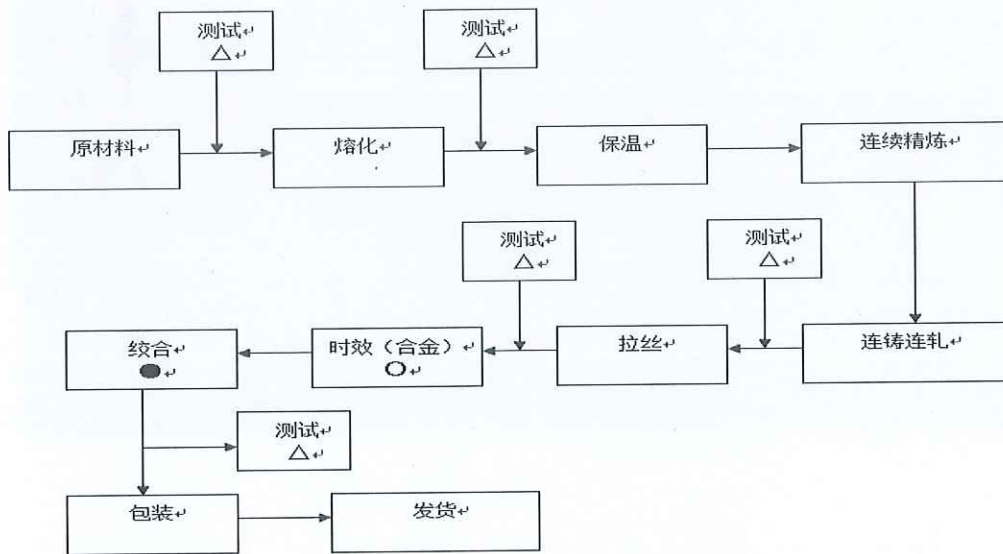 测试↵
△↵
测试↵
△↵
原材料↵
熔化↵
保温↵
连续精炼↵
测试↵
△↵
测试↵
△↵
绞合↵
●↵
时效（合金）↵
○↵
拉丝↵
连铸连轧↵
测试↵
△↵
包装↵
发货↵